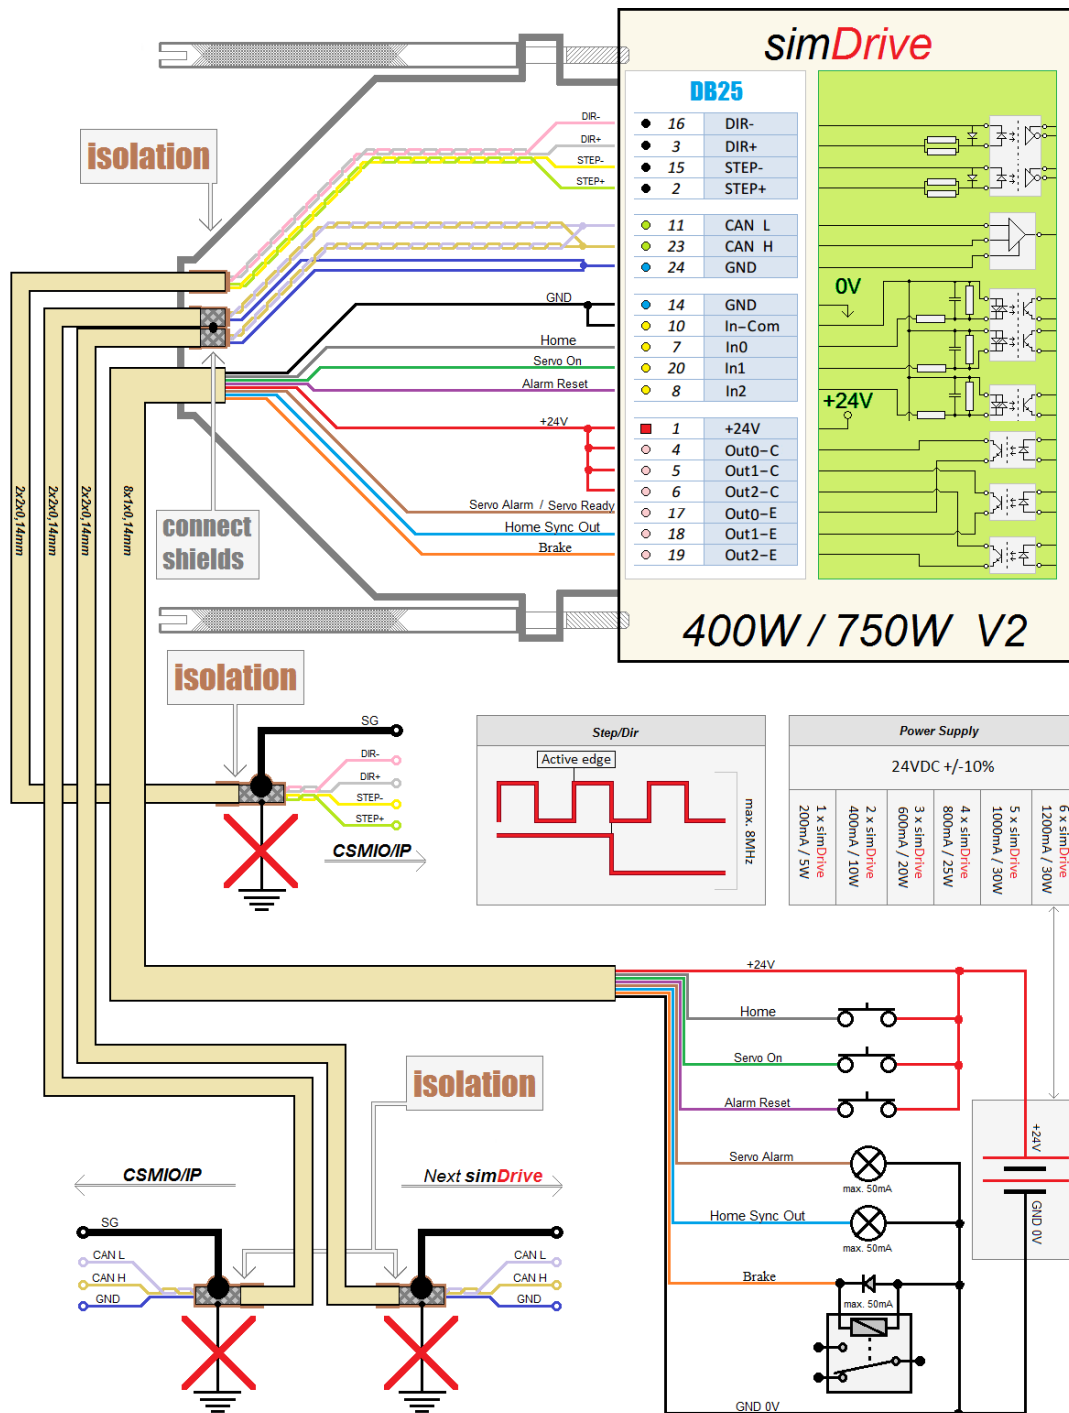 simDrive
DB25
16 DIR-
3 DIR+
15 STEP-
2 STEP+
11 CAN L
23 CAN H
24 GND
14 GND
10 In-Com
7 In0
20 In1
8 In2
1 +24V
4 Out0-C
5 Out1-C
6 Out2-C
17 Out0-E
18 Out1-E
19 Out2-E
0V
+24V
400W / 750W V2
isolation
DIR-
DIR+
STEP-
STEP+
GND
Home
Servo On
Alarm Reset
+24V
Servo Alarm / Servo Ready
Home Sync Out
Brake
2x2x0,14mm
2x2x0,14mm
2x2x0,14mm
8x1x0,14mm
connect
shields
isolation
SG
DIR-
DIR+
STEP-
STEP+
CSMIO/IP
Step/Dir
Active edge
max. 8MHz
Power Supply
24VDC +/-10%
1 x simDrive
200mA / 5W
2 x simDrive
400mA / 10W
3 x simDrive
600mA / 20W
4 x simDrive
800mA / 25W
5 x simDrive
1000mA / 30W
6 x simDrive
1200mA / 30W
+24V
Home
Servo On
Alarm Reset
Servo Alarm
max. 50mA
Home Sync Out
max. 50mA
Brake
max. 50mA
GND 0V
+24V
GND 0V
isolation
CSMIO/IP
Next simDrive
SG
CAN L
CAN H
GND
CAN L
CAN H
GND